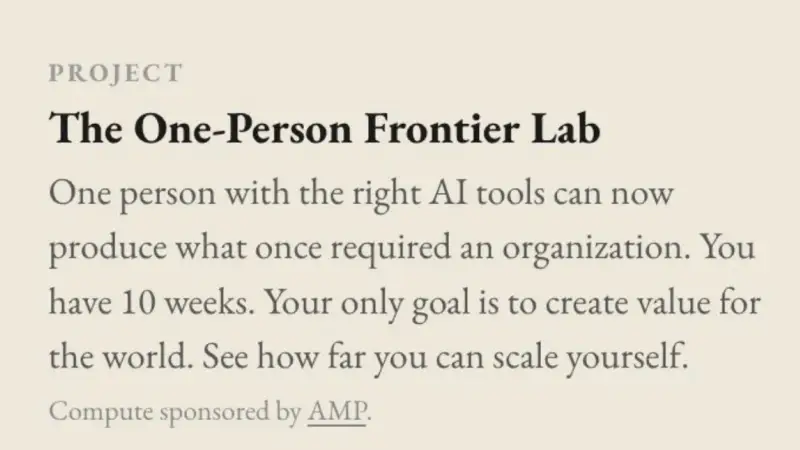 PROJECT
The One-Person Frontier Lab
One person with the right AI tools can now
produce what once required an organization. You
have 10 weeks. Your only goal is to create value for
the world. See how far you can scale yourself.
Compute sponsored by AMP.